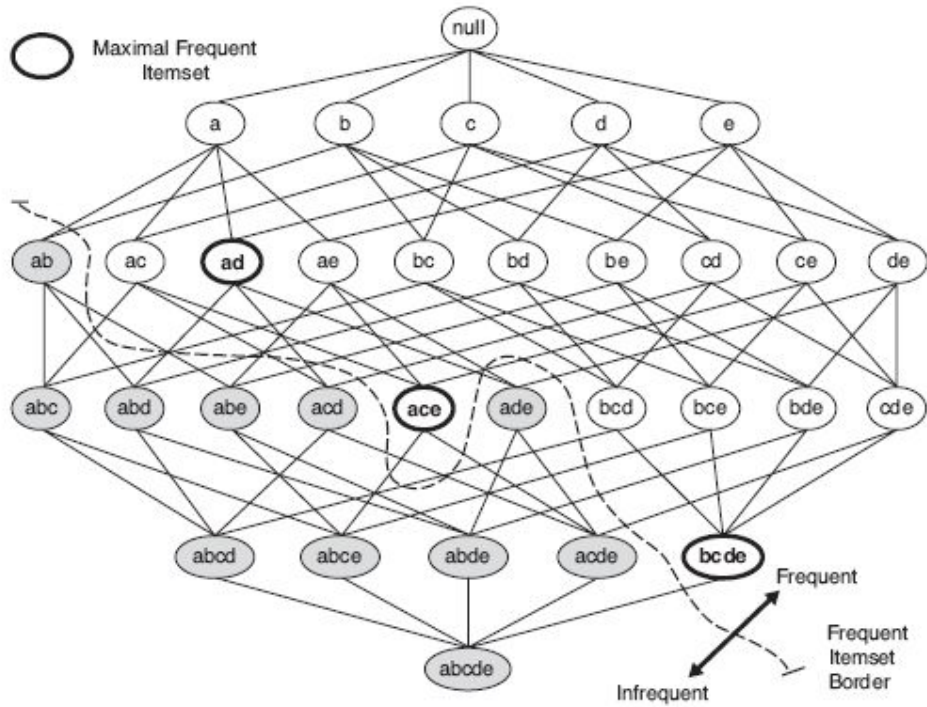 null
Maximal Frequent
Itemset
a b c d e
ab ac ad ae bc bd be cd ce de
abc abd abe acd ace ade bcd bce bde cde
abcd abce abde acde bcde
Frequent
Frequent
Itemset
Border
abcde
Infrequent